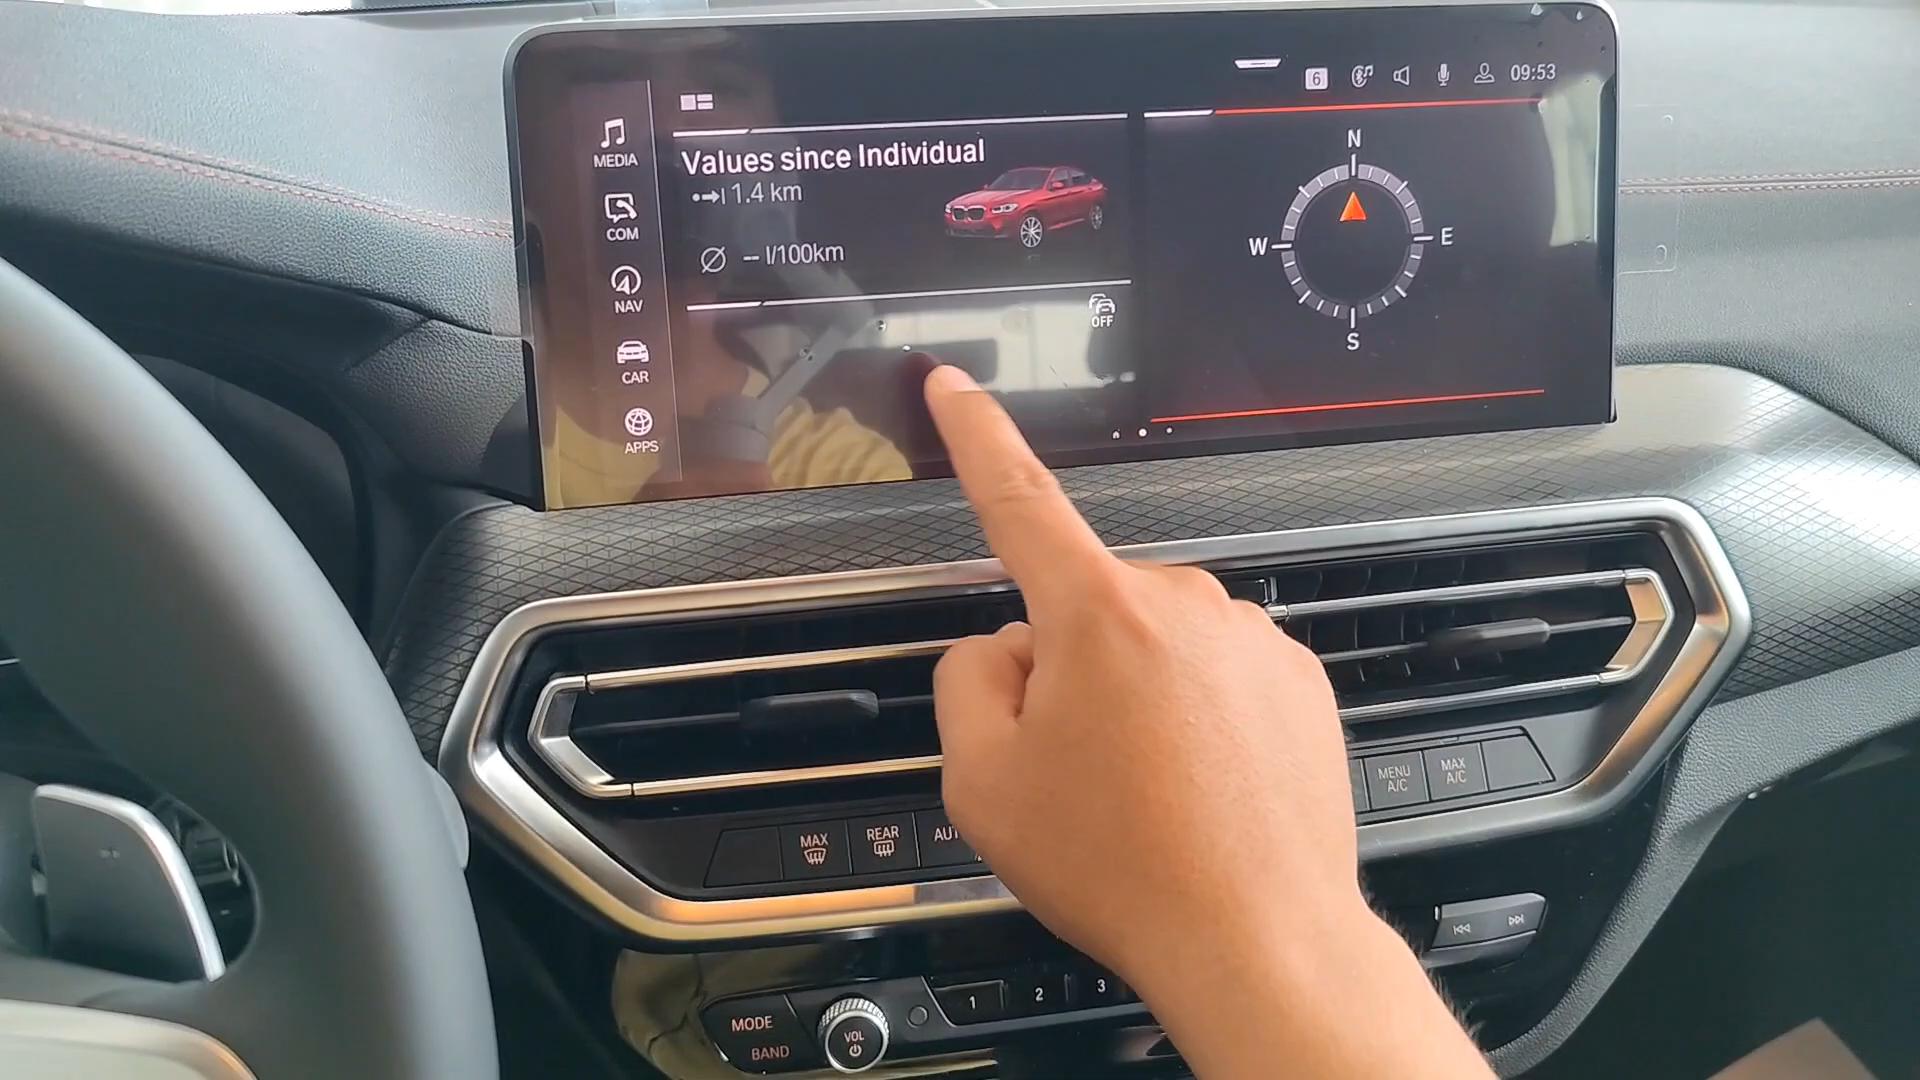 6
09:53
MEDIA
COM
NAV
CAR
APPS
Values since Individual
1.4 km
-- l/100km
OFF
N
W
E
S
MAX
REAR
MENU
A/C
MAX
A/C
MODE
BAND
VOL
1
2
3